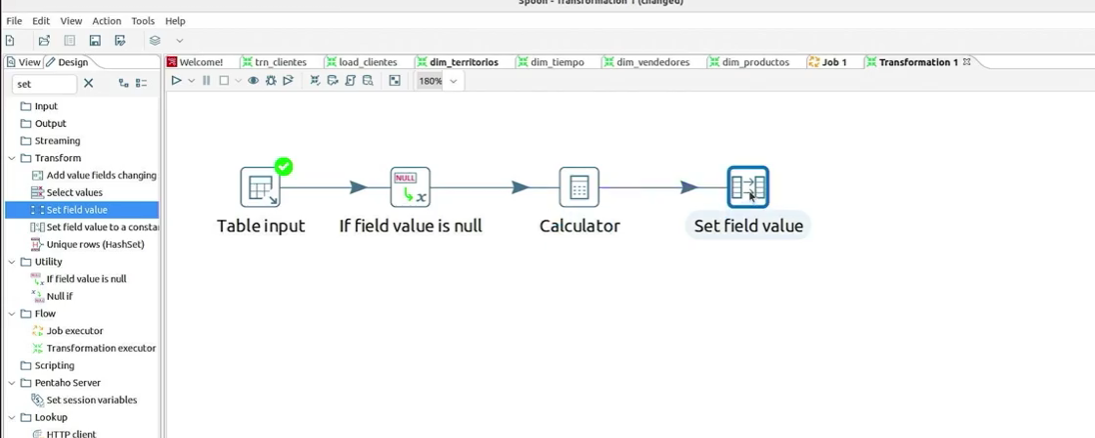 Spoon - Transformation 1 (changed)
File Edit View Action Tools Help
View Design
Welcome! trn_clientes load_clientes dim_territorios dim_tiempo dim_vendedores dim_productos Job 1 Transformation 1
set
180%
Input
Output
Streaming
Transform
Add value fields changing
Select values
Set field value
Set field value to a consta
Unique rows (HashSet)
Utility
If field value is null
Null if
Flow
Job executor
Transformation executor
Scripting
Pentaho Server
Set session variables
Lookup
HTTP client
NULL
x
Table input
If field value is null
Calculator
Set field value